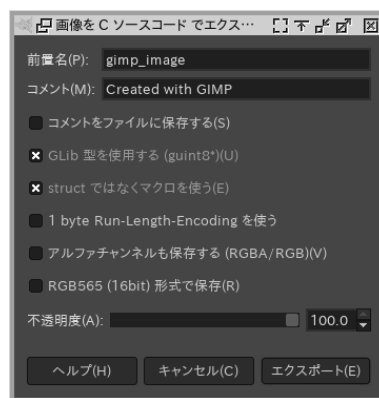 画像を C ソースコード でエクス…
前置名(P): gimp_image
コメント(M): Created with GIMP
コメントをファイルに保存する(S)
GLib 型を使用する (guint8*)(U)
struct ではなくマクロを使う(E)
1 byte Run-Length-Encoding を使う
アルファチャンネルも保存する (RGBA/RGB)(V)
RGB565 (16bit) 形式で保存(R)
不透明度(A): 100.0
ヘルプ(H) キャンセル(C) エクスポート(E)